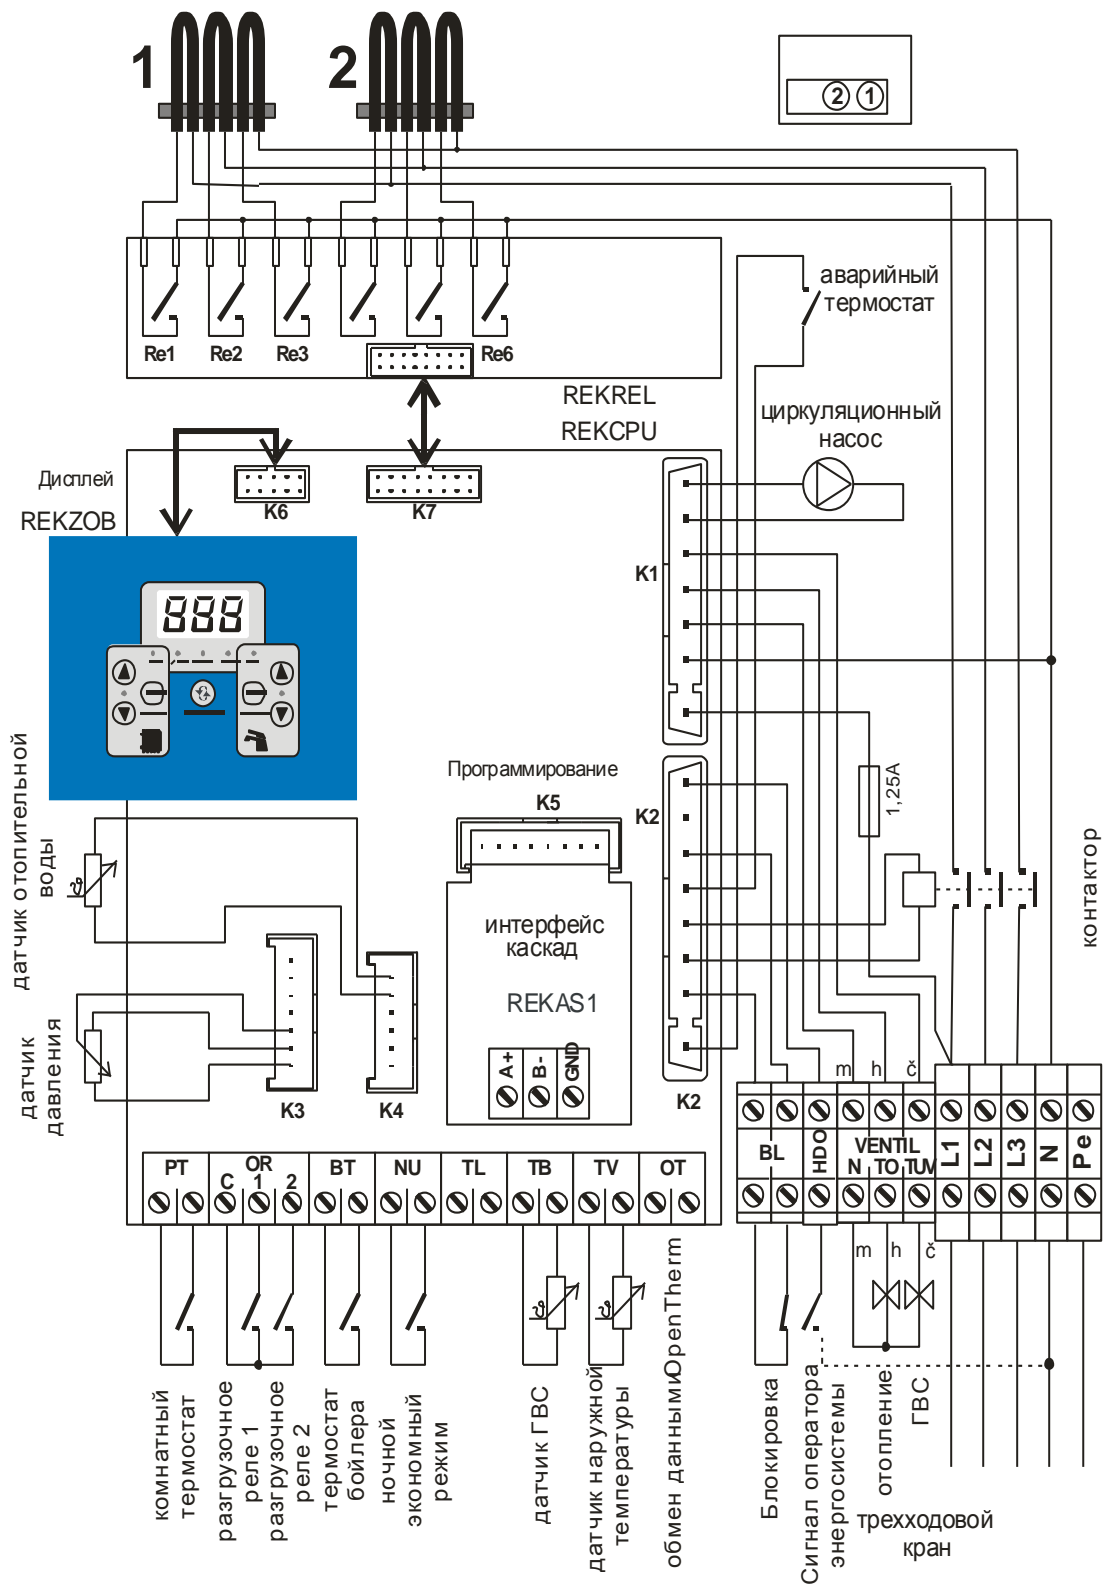 1
2
2 1
аварийный
термостат
Re1
Re2
Re3
Re6
REKREL
REKCPU
циркуляционный
насос
Дисплей
REKZOB
K6
K7
K1
888
Программирование
K5
K2
1,25A
контактор
датчик отопительной
воды
интерфейс
каскад
REKAS1
A+
B-
GND
датчик
давления
K3
K4
K2
m
h
č
PT
OR
C
1
2
BT
NU
TL
TB
TV
OT
BL
HDO
VENTIL
N
TO
TUV
L1
L2
L3
N
Pe
m
h
č
комнатный
термостат
разгрузочное
реле 1
разгрузочное
реле 2
термостат
бойлера
ночной
экономный
режим
датчик ГВС
датчик наружной
температуры
обмен данными OpenTherm
Блокировка
Сигнал оператора
энергосистемы
отопление
ГВС
трехходовой
кран